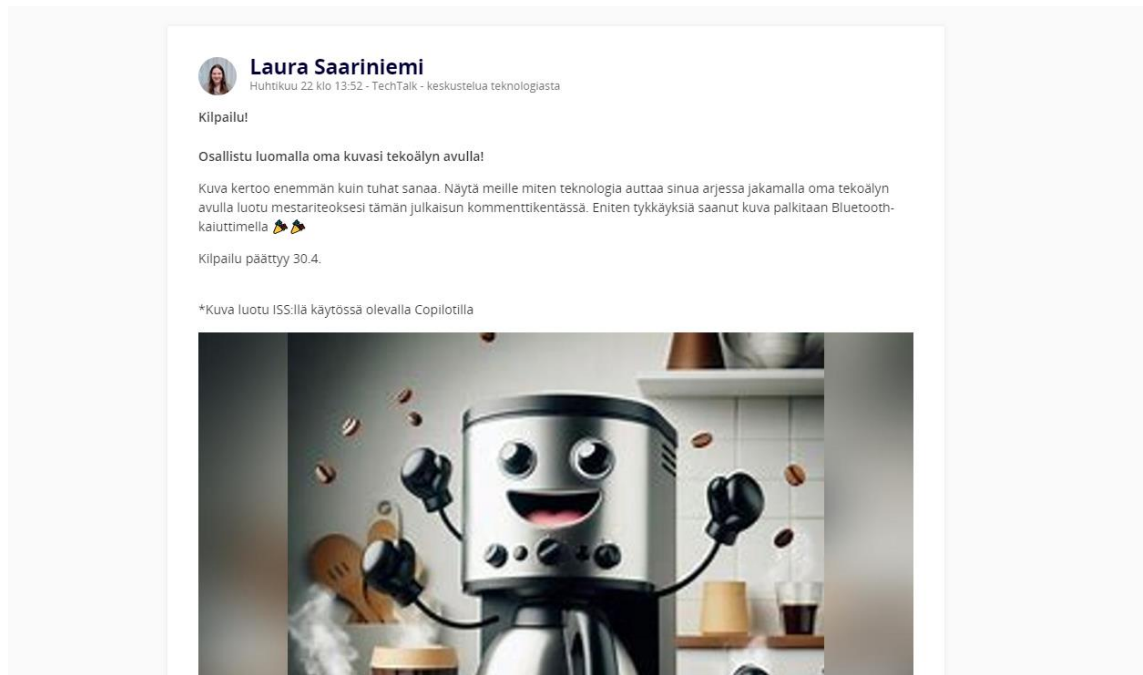 Laura Saariniemi
Huhtikuu 22 klo 13:52 - TechTalk - keskustelua teknologiasta
Kilpailu!
Osallistu luomalla oma kuvasi tekoälyn avulla!
Kuva kertoo enemmän kuin tuhat sanaa. Näytä meille miten teknologia auttaa sinua arjessa jakamalla oma tekoälyn
avulla luotu mestariteoksesi tämän julkaisun kommenttikentässä. Eniten tykkäyksiä saanut kuva palkitaan Bluetooth-
kaiuttimella 🎉🎉
Kilpailu päättyy 30.4.
*Kuva luotu ISS:llä käytössä olevalla Copilotilla